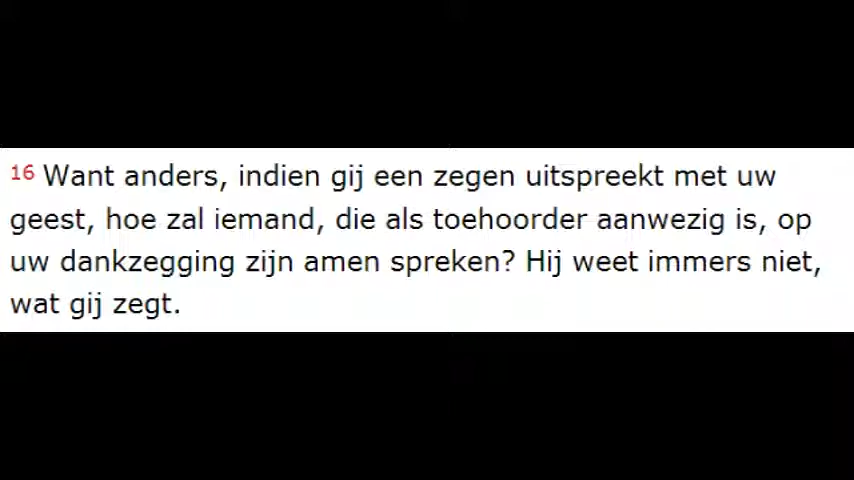 16 Want anders, indien gij een zegen uitspreekt met uw
geest, hoe zal iemand, die als toehoorder aanwezig is, op
uw dankzegging zijn amen spreken? Hij weet immers niet,
wat gij zegt.